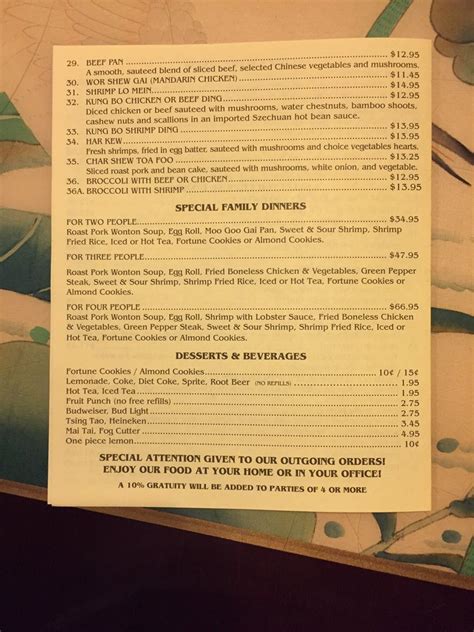 29. BEEF PAN $12.95
A smooth, sauteed blend of sliced beef, selected Chinese vegetables and mushrooms.
30. WOR SHEW GAI (MANDARIN CHICKEN) $11.45
31. SHRIMP LO MEIN $14.95
32. KUNG BO CHICKEN OR BEEF DING $12.95
Diced chicken or beef sauteed with mushrooms, water chestnuts, bamboo shoots,
cashew nuts and scallions in an imported Szechuan hot bean sauce.
33. KUNG BO SHRIMP DING $13.95
34. HAR KEW $13.95
Fresh shrimps, fried in egg batter, sauteed with mushrooms and choice vegetables hearts.
35. CHAR SHEW TOA FOO $13.25
Sliced roast pork and bean cake, sauteed with mushrooms, white onion, and vegetable.
36. BROCCOLI WITH BEEF OR CHICKEN $12.95
36A. BROCCOLI WITH SHRIMP $13.95
SPECIAL FAMILY DINNERS
FOR TWO PEOPLE $34.95
Roast Pork Wonton Soup, Egg Roll, Moo Goo Gai Pan, Sweet & Sour Shrimp, Shrimp
Fried Rice, Iced or Hot Tea, Fortune Cookies or Almond Cookies.
FOR THREE PEOPLE $47.95
Roast Pork Wonton Soup, Egg Roll, Fried Boneless Chicken & Vegetables, Green Pepper
Steak, Sweet & Sour Shrimp, Shrimp Fried Rice, Iced or Hot Tea, Fortune Cookies or
Almond Cookies.
FOR FOUR PEOPLE $66.95
Roast Pork Wonton Soup, Egg Roll, Shrimp with Lobster Sauce, Fried Boneless Chicken
& Vegetables, Green Pepper Steak, Sweet & Sour Shrimp, Shrimp Fried Rice, Iced or
Hot Tea, Fortune Cookies or Almond Cookies.
DESSERTS & BEVERAGES
Fortune Cookies / Almond Cookies 10¢ / 15¢
Lemonade, Coke, Diet Coke, Sprite, Root Beer (NO REFILLS) 1.95
Hot Tea, Iced Tea 1.95
Fruit Punch (no free refills) 2.75
Budweiser, Bud Light 2.75
Tsing Tao, Heineken 3.45
Mai Tai, Fog Cutter 4.95
One piece lemon 10¢
SPECIAL ATTENTION GIVEN TO OUR OUTGOING ORDERS!
ENJOY OUR FOOD AT YOUR HOME OR IN YOUR OFFICE!
A 10% GRATUITY WILL BE ADDED TO PARTIES OF 4 OR MORE